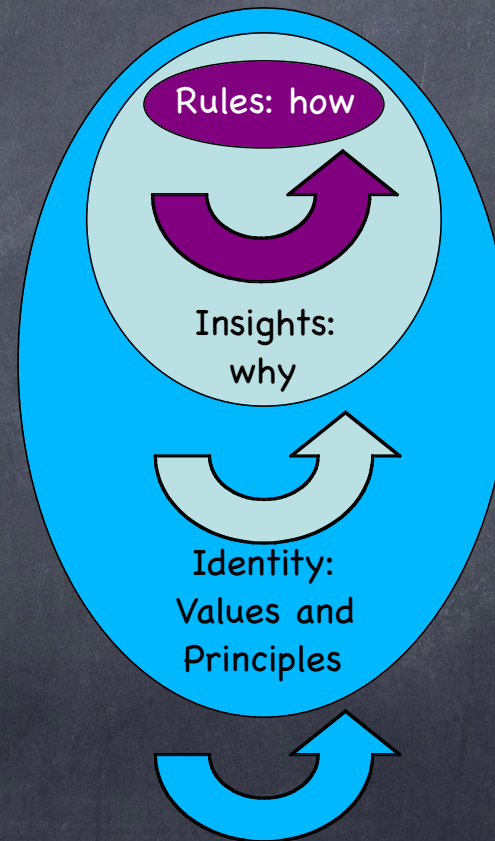 Rules: how
Insights:
why
Identity:
Values and
Principles